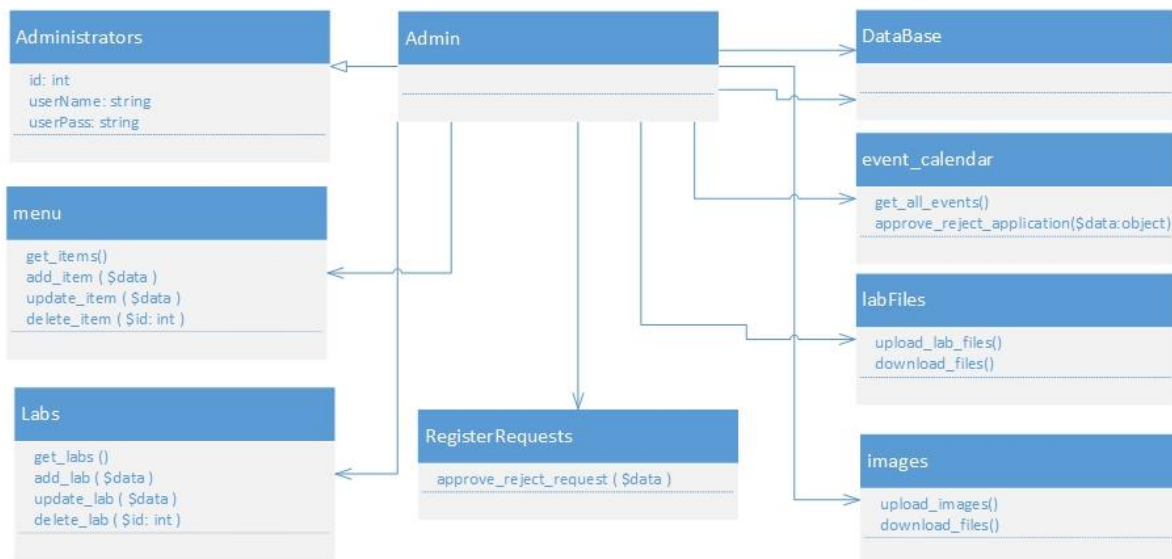 Administrators
id: int
userName: string
userPass: string
Admin
DataBase
event_calendar
get_all_events()
approve_reject_application($data:object)
menu
get_items()
add_item ( $data )
update_item ( $data )
delete_item ( $id: int )
labFiles
upload_lab_files()
download_files()
Labs
get_labs ()
add_lab ( $data )
update_lab ( $data )
delete_lab ( $id: int )
RegisterRequests
approve_reject_request ( $data )
images
upload_images()
download_files()